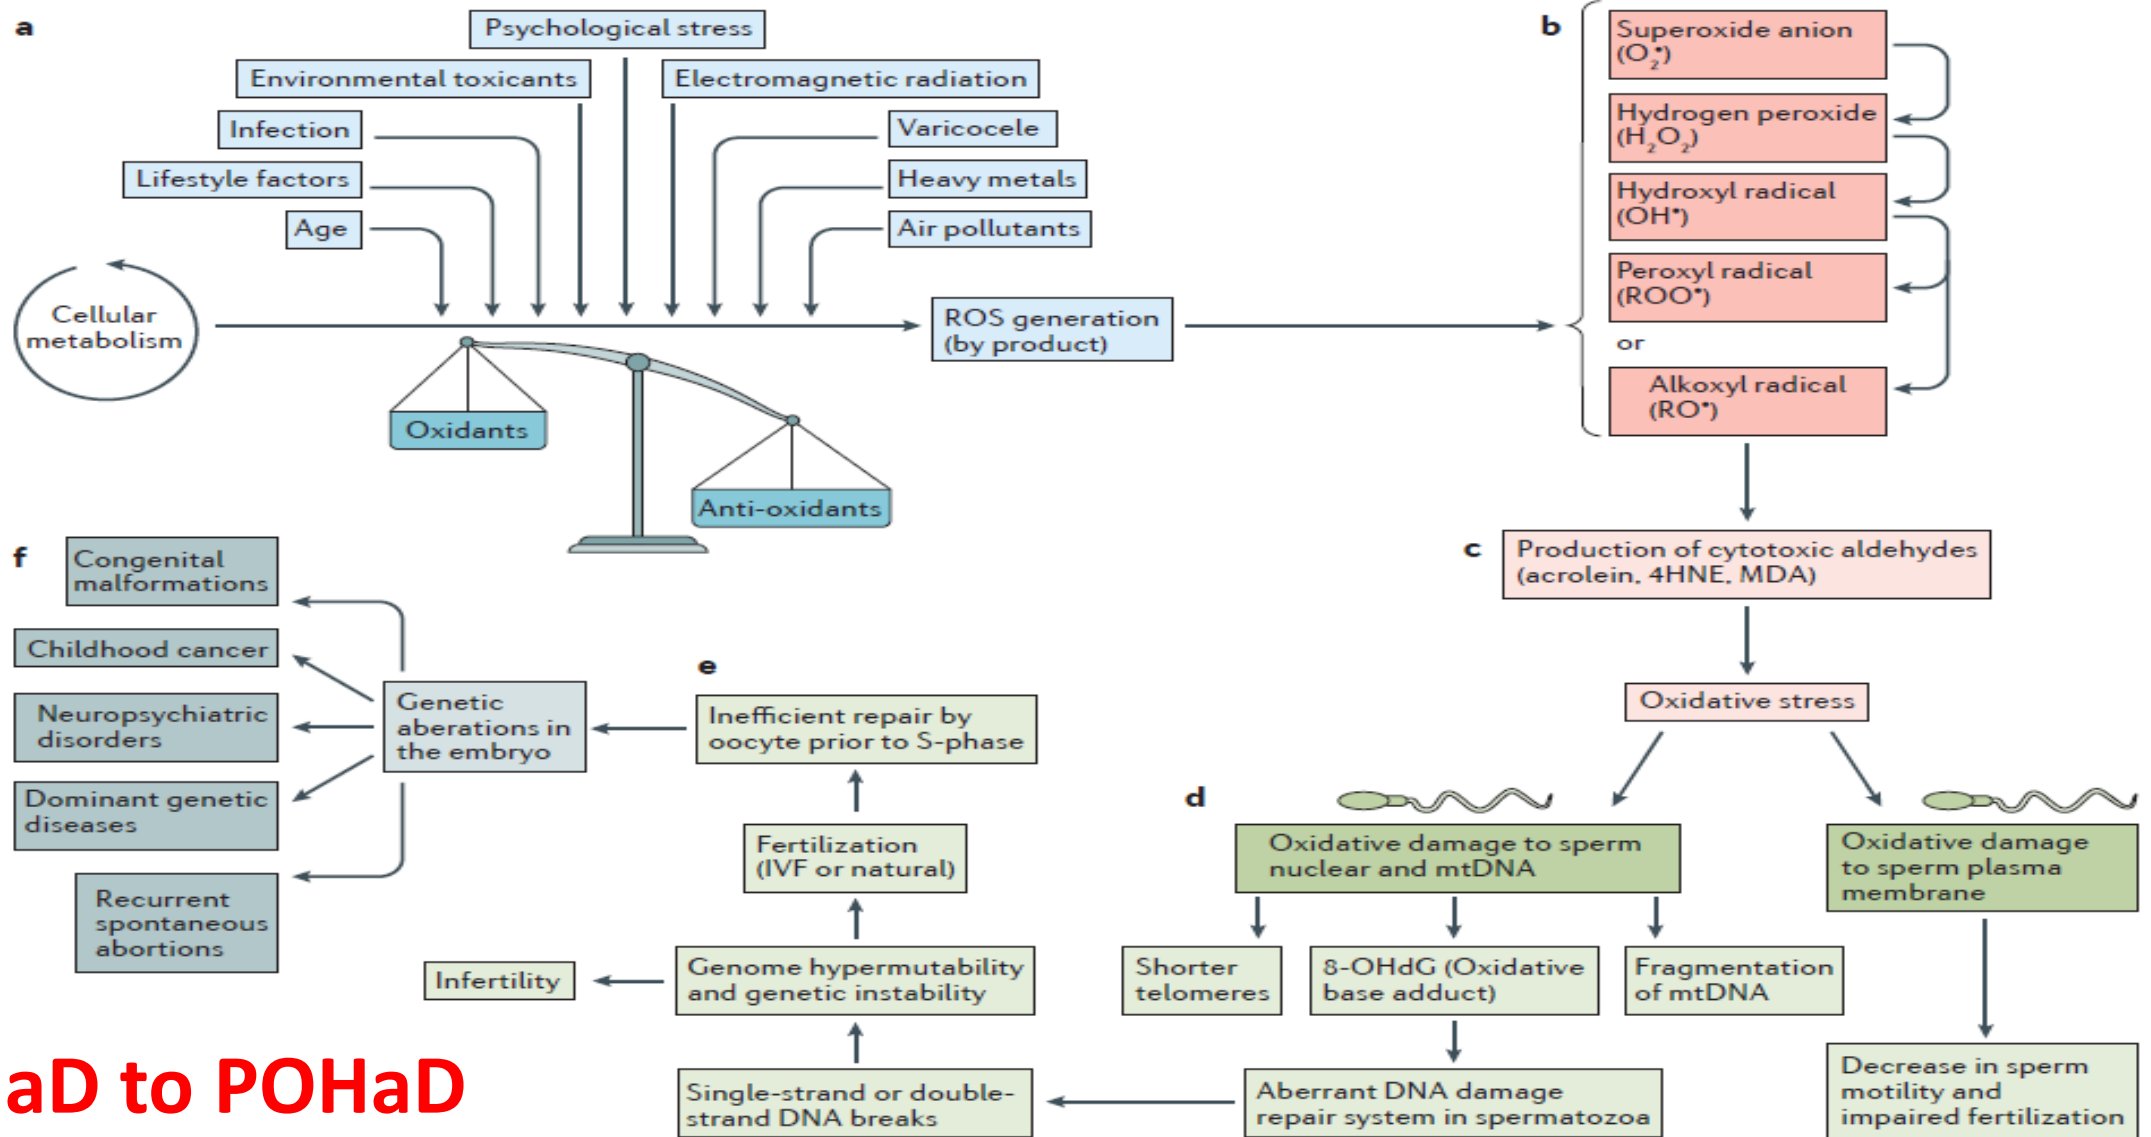 a
Psychological stress
Environmental toxicants
Electromagnetic radiation
Infection
Varicocele
Lifestyle factors
Heavy metals
Age
Air pollutants
Cellular
metabolism
ROS generation
(by product)
Oxidants
Anti-oxidants
b
Superoxide anion
(O₂•)
Hydrogen peroxide
(H₂O₂)
Hydroxyl radical
(OH•)
Peroxyl radical
(ROO•)
or
Alkoxyl radical
(RO•)
c
Production of cytotoxic aldehydes
(acrolein, 4HNE, MDA)
Oxidative stress
d
Oxidative damage to sperm
nuclear and mtDNA
Oxidative damage
to sperm plasma
membrane
Shorter
telomeres
8-OHdG (Oxidative
base adduct)
Fragmentation
of mtDNA
Decrease in sperm
motility and
impaired fertilization
Aberrant DNA damage
repair system in spermatozoa
Single-strand or double-
strand DNA breaks
Genome hypermutability
and genetic instability
Infertility
Fertilization
(IVF or natural)
e
Inefficient repair by
oocyte prior to S-phase
Genetic
aberations in
the embryo
f
Congenital
malformations
Childhood cancer
Neuropsychiatric
disorders
Dominant genetic
diseases
Recurrent
spontaneous
abortions
aD to POHaD